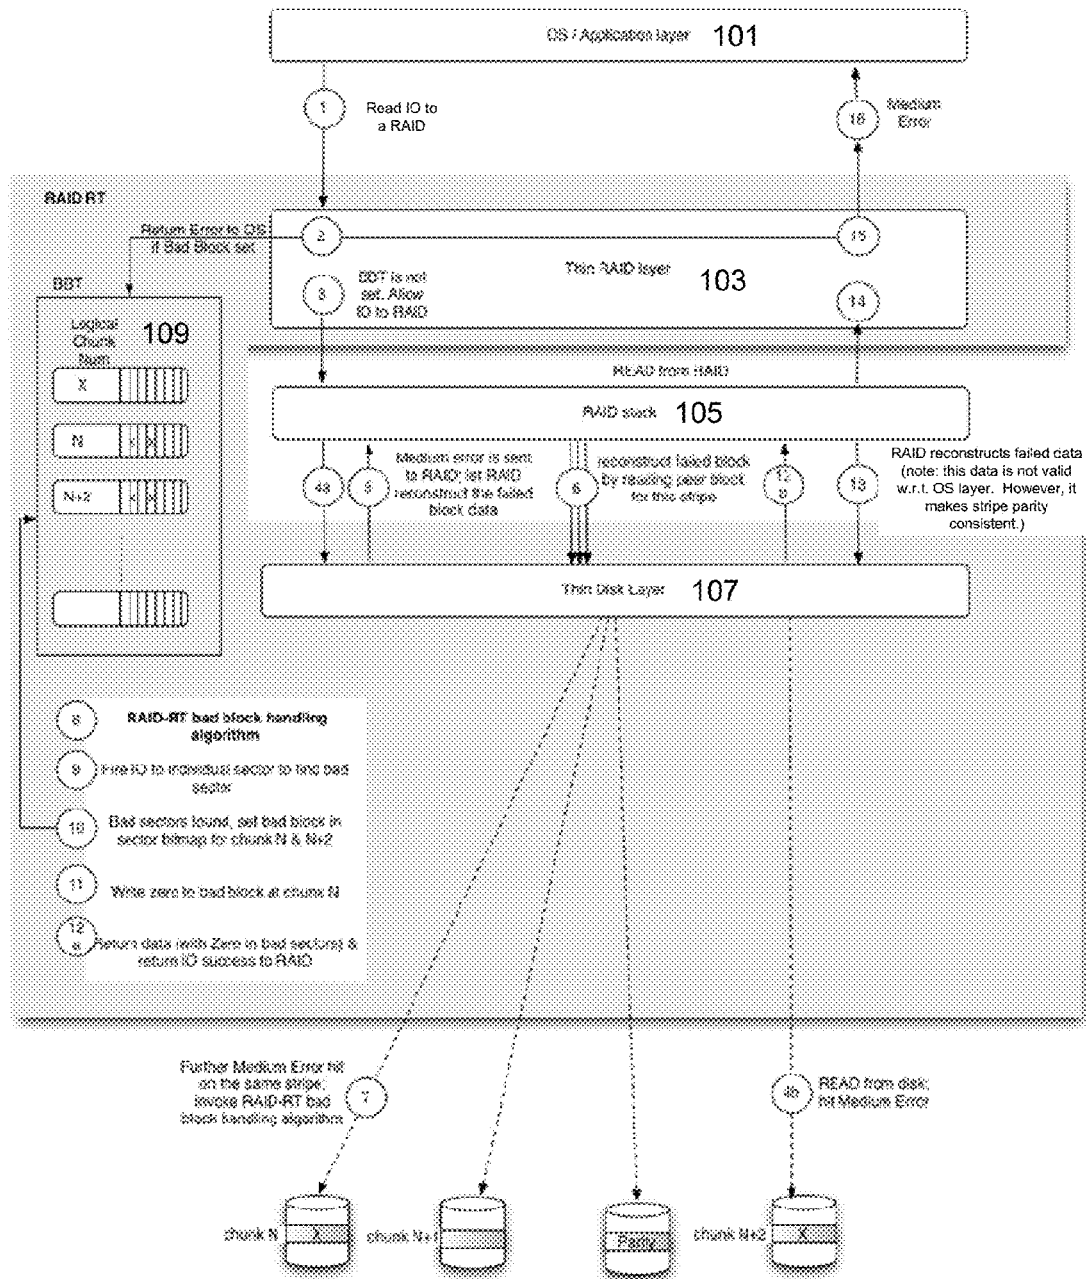 OS / Application layer 101
1
Read IO to
a RAID
16
Medium
Error
RAID RT
Return Error to OS
if Bad Block set
2
15
Thin RAID layer 103
3
BBT is not
set. Allow
IO to RAID
14
BBT
Logical
Chunk
Num
109
X
N
N+2
READ from RAID
RAID stack 105
4a
5
Medium error is sent
to RAID; let RAID
reconstruct the failed
block data
6
reconstruct failed block
by reading peer block
for this stripe
12
b
13
RAID reconstructs failed data
(note: this data is not valid
w.r.t. OS layer. However, it
makes stripe parity
consistent.)
Thin Disk Layer 107
8
RAID-RT bad block handling
algorithm
9
Fire IO to individual sector to find bad
sector
10
Bad sectors found, set bad block in
sector bitmap for chunk N & N+2
11
Write zero to bad block at chunk N
12
a
Return data (with Zero in bad sectors) &
return IO success to RAID
Further Medium Error hit
on the same stripe;
invoke RAID-RT bad
block handling algorithm
7
4b
READ from disk;
hit Medium Error
chunk N
X
chunk N+1
Parity
chunk N+2
X